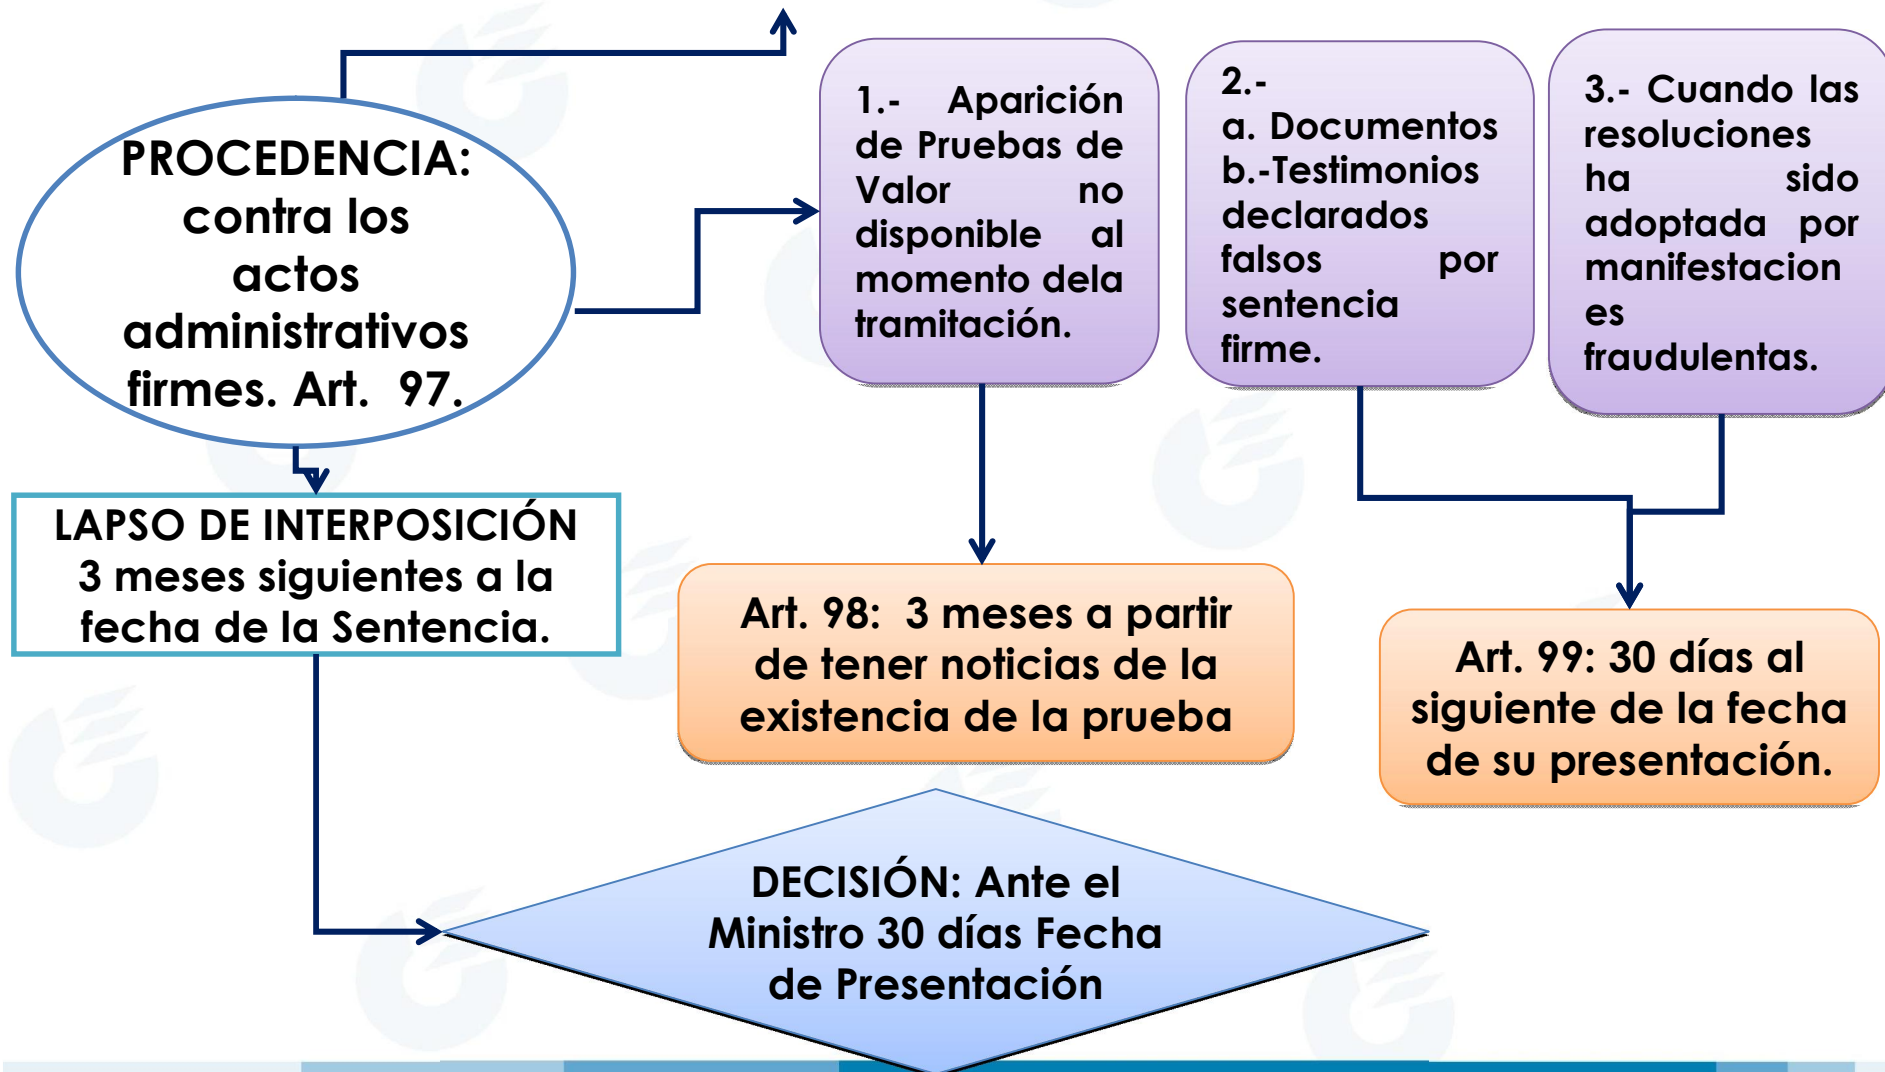 PROCEDENCIA:
contra los
actos
administrativos
firmes. Art. 97.
1.- Aparición
de Pruebas de
Valor no
disponible al
momento dela
tramitación.
2.-
a. Documentos
b.-Testimonios
declarados
falsos por
sentencia
firme.
3.- Cuando las
resoluciones
ha sido
adoptada por
manifestacion
es
fraudulentas.
LAPSO DE INTERPOSICIÓN
3 meses siguientes a la
fecha de la Sentencia.
Art. 98: 3 meses a partir
de tener noticias de la
existencia de la prueba
Art. 99: 30 días al
siguiente de la fecha
de su presentación.
DECISIÓN: Ante el
Ministro 30 días Fecha
de Presentación